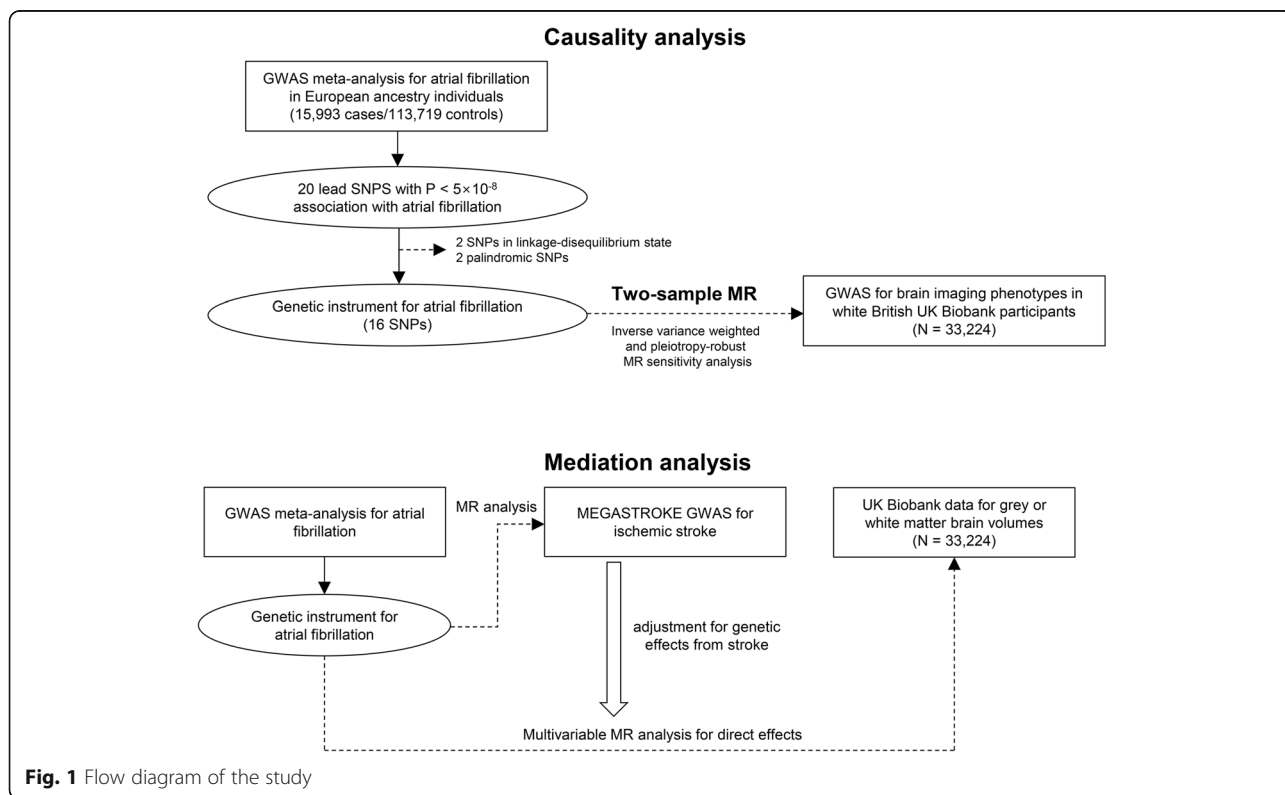 Causality analysis
GWAS meta-analysis for atrial fibrillation
in European ancestry individuals
(15,993 cases/113,719 controls)
20 lead SNPS with P < 5×10⁻⁸
association with atrial fibrillation
2 SNPs in linkage-disequilibrium state
2 palindromic SNPs
Genetic instrument for atrial fibrillation
(16 SNPs)
Two-sample MR
Inverse variance weighted
and pleiotropy-robust
MR sensitivity analysis
GWAS for brain imaging phenotypes in
white British UK Biobank participants
(N = 33,224)
Mediation analysis
GWAS meta-analysis for atrial
fibrillation
MR analysis
MEGASTROKE GWAS for
ischemic stroke
UK Biobank data for grey or
white matter brain volumes
(N = 33,224)
Genetic instrument for
atrial fibrillation
adjustment for genetic
effects from stroke
Multivariable MR analysis for direct effects
Fig. 1 Flow diagram of the study